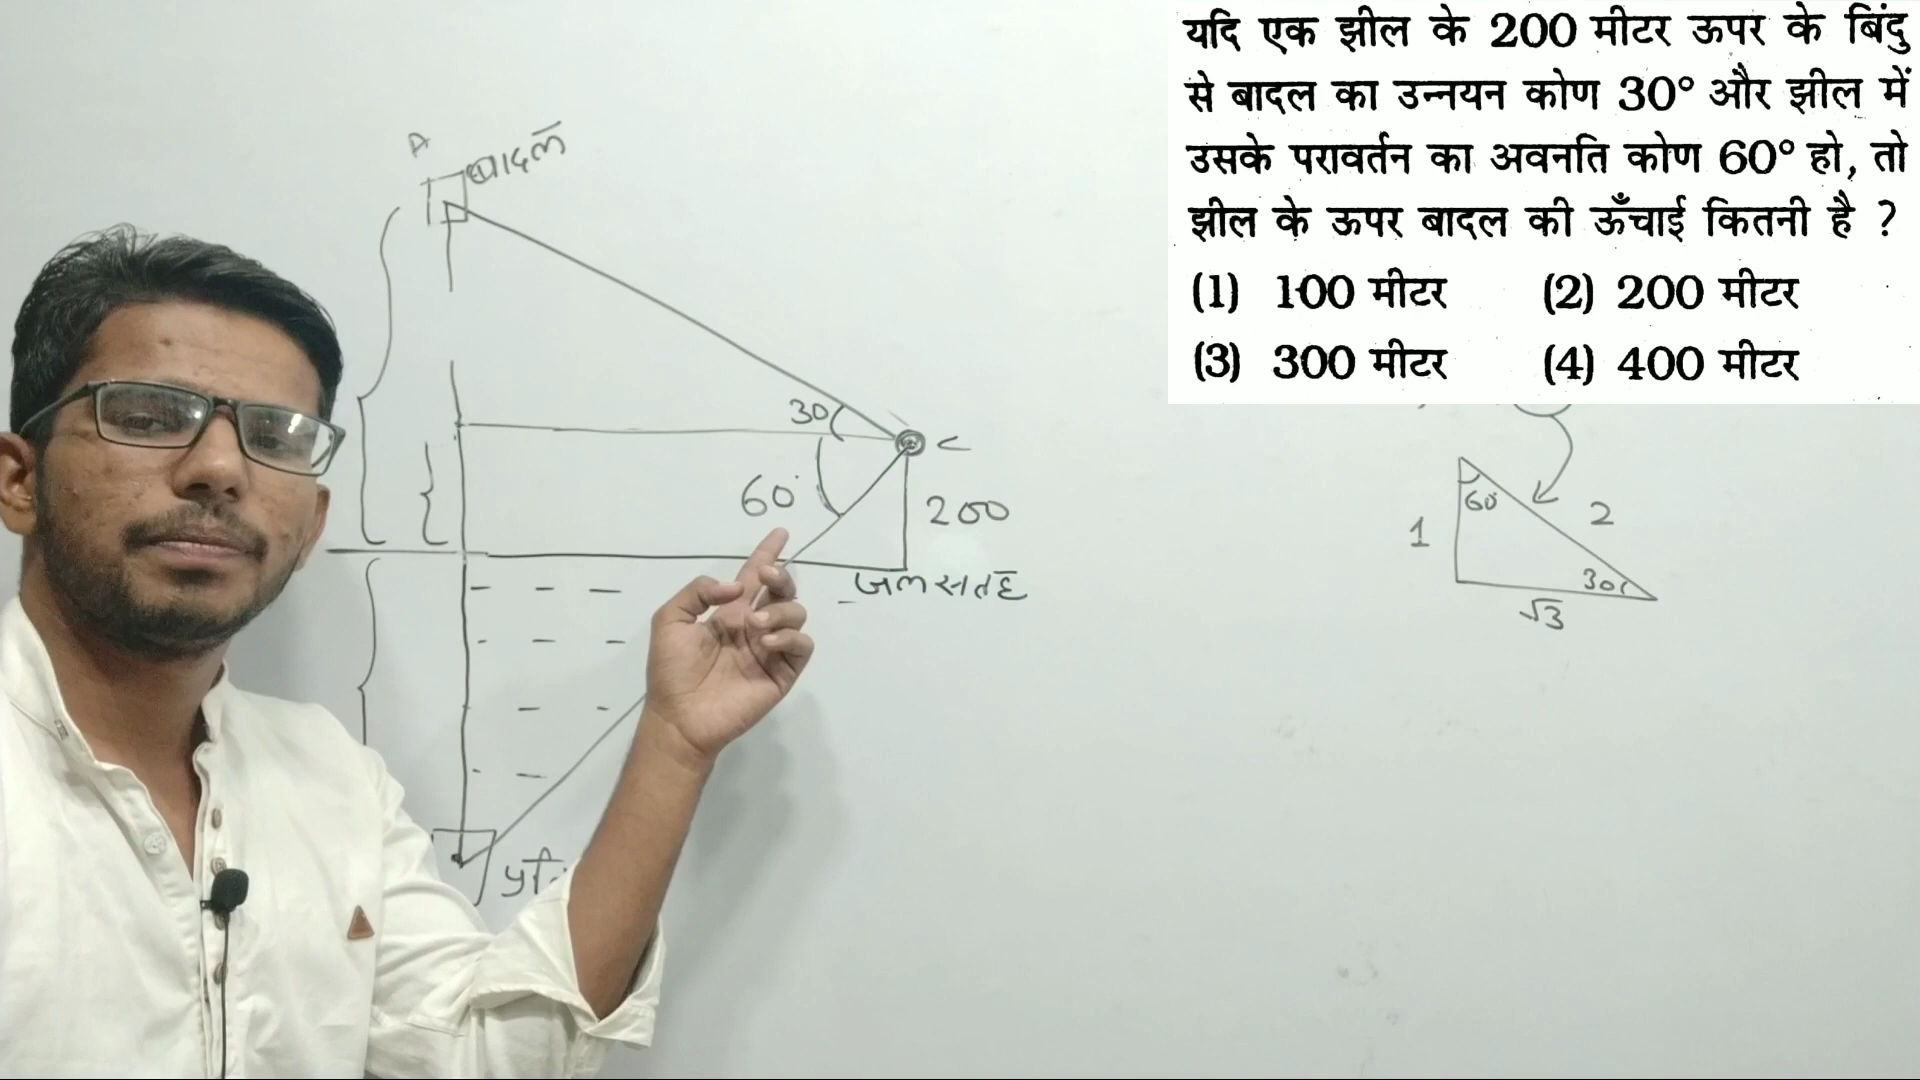 यदि एक झील के 200 मीटर ऊपर के बिंदु
से बादल का उन्नयन कोण 30° और झील में
उसके परावर्तन का अवनति कोण 60° हो, तो
झील के ऊपर बादल की ऊँचाई कितनी है ?
(1) 100 मीटर (2) 200 मीटर
(3) 300 मीटर (4) 400 मीटर
A
बादल
30
C
60°
200
जल सतह
60°
1
2
30
√3